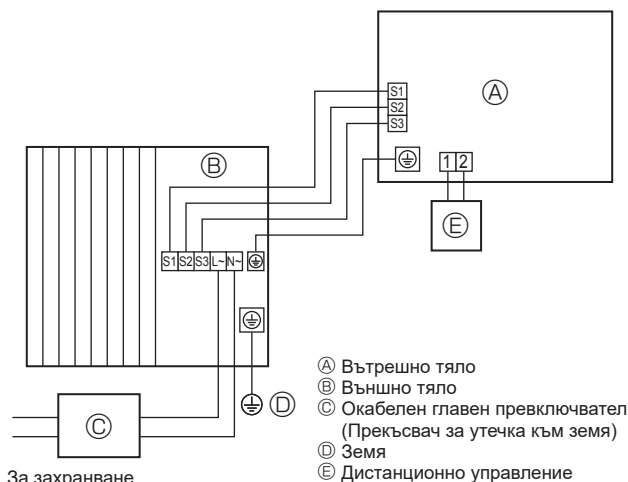 S1
S2
S3
Ⓐ
1 2
Ⓔ
Ⓑ
S1 S2 S3 L~ N~
Ⓓ
Ⓒ
За захранване
Ⓐ Вътрешно тяло
Ⓑ Външно тяло
Ⓒ Окабелен главен превключвател
(Прекъсвач за утечка към земя)
Ⓓ Земя
Ⓔ Дистанционно управление